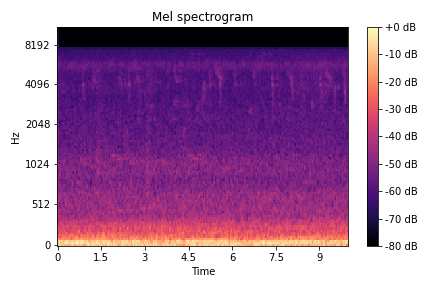 Mel spectrogram
+0 dB
8192
-10 dB
4096
-20 dB
-30 dB
2048
-40 dB
Hz
1024
-50 dB
512
-60 dB
-70 dB
0
-80 dB
0 1.5 3 4.5 6 7.5 9
Time